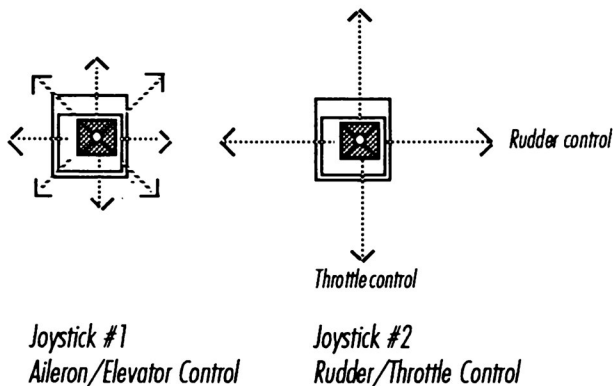 Rudder control
Throttle control
Joystick #1
Aileron/Elevator Control
Joystick #2
Rudder/Throttle Control